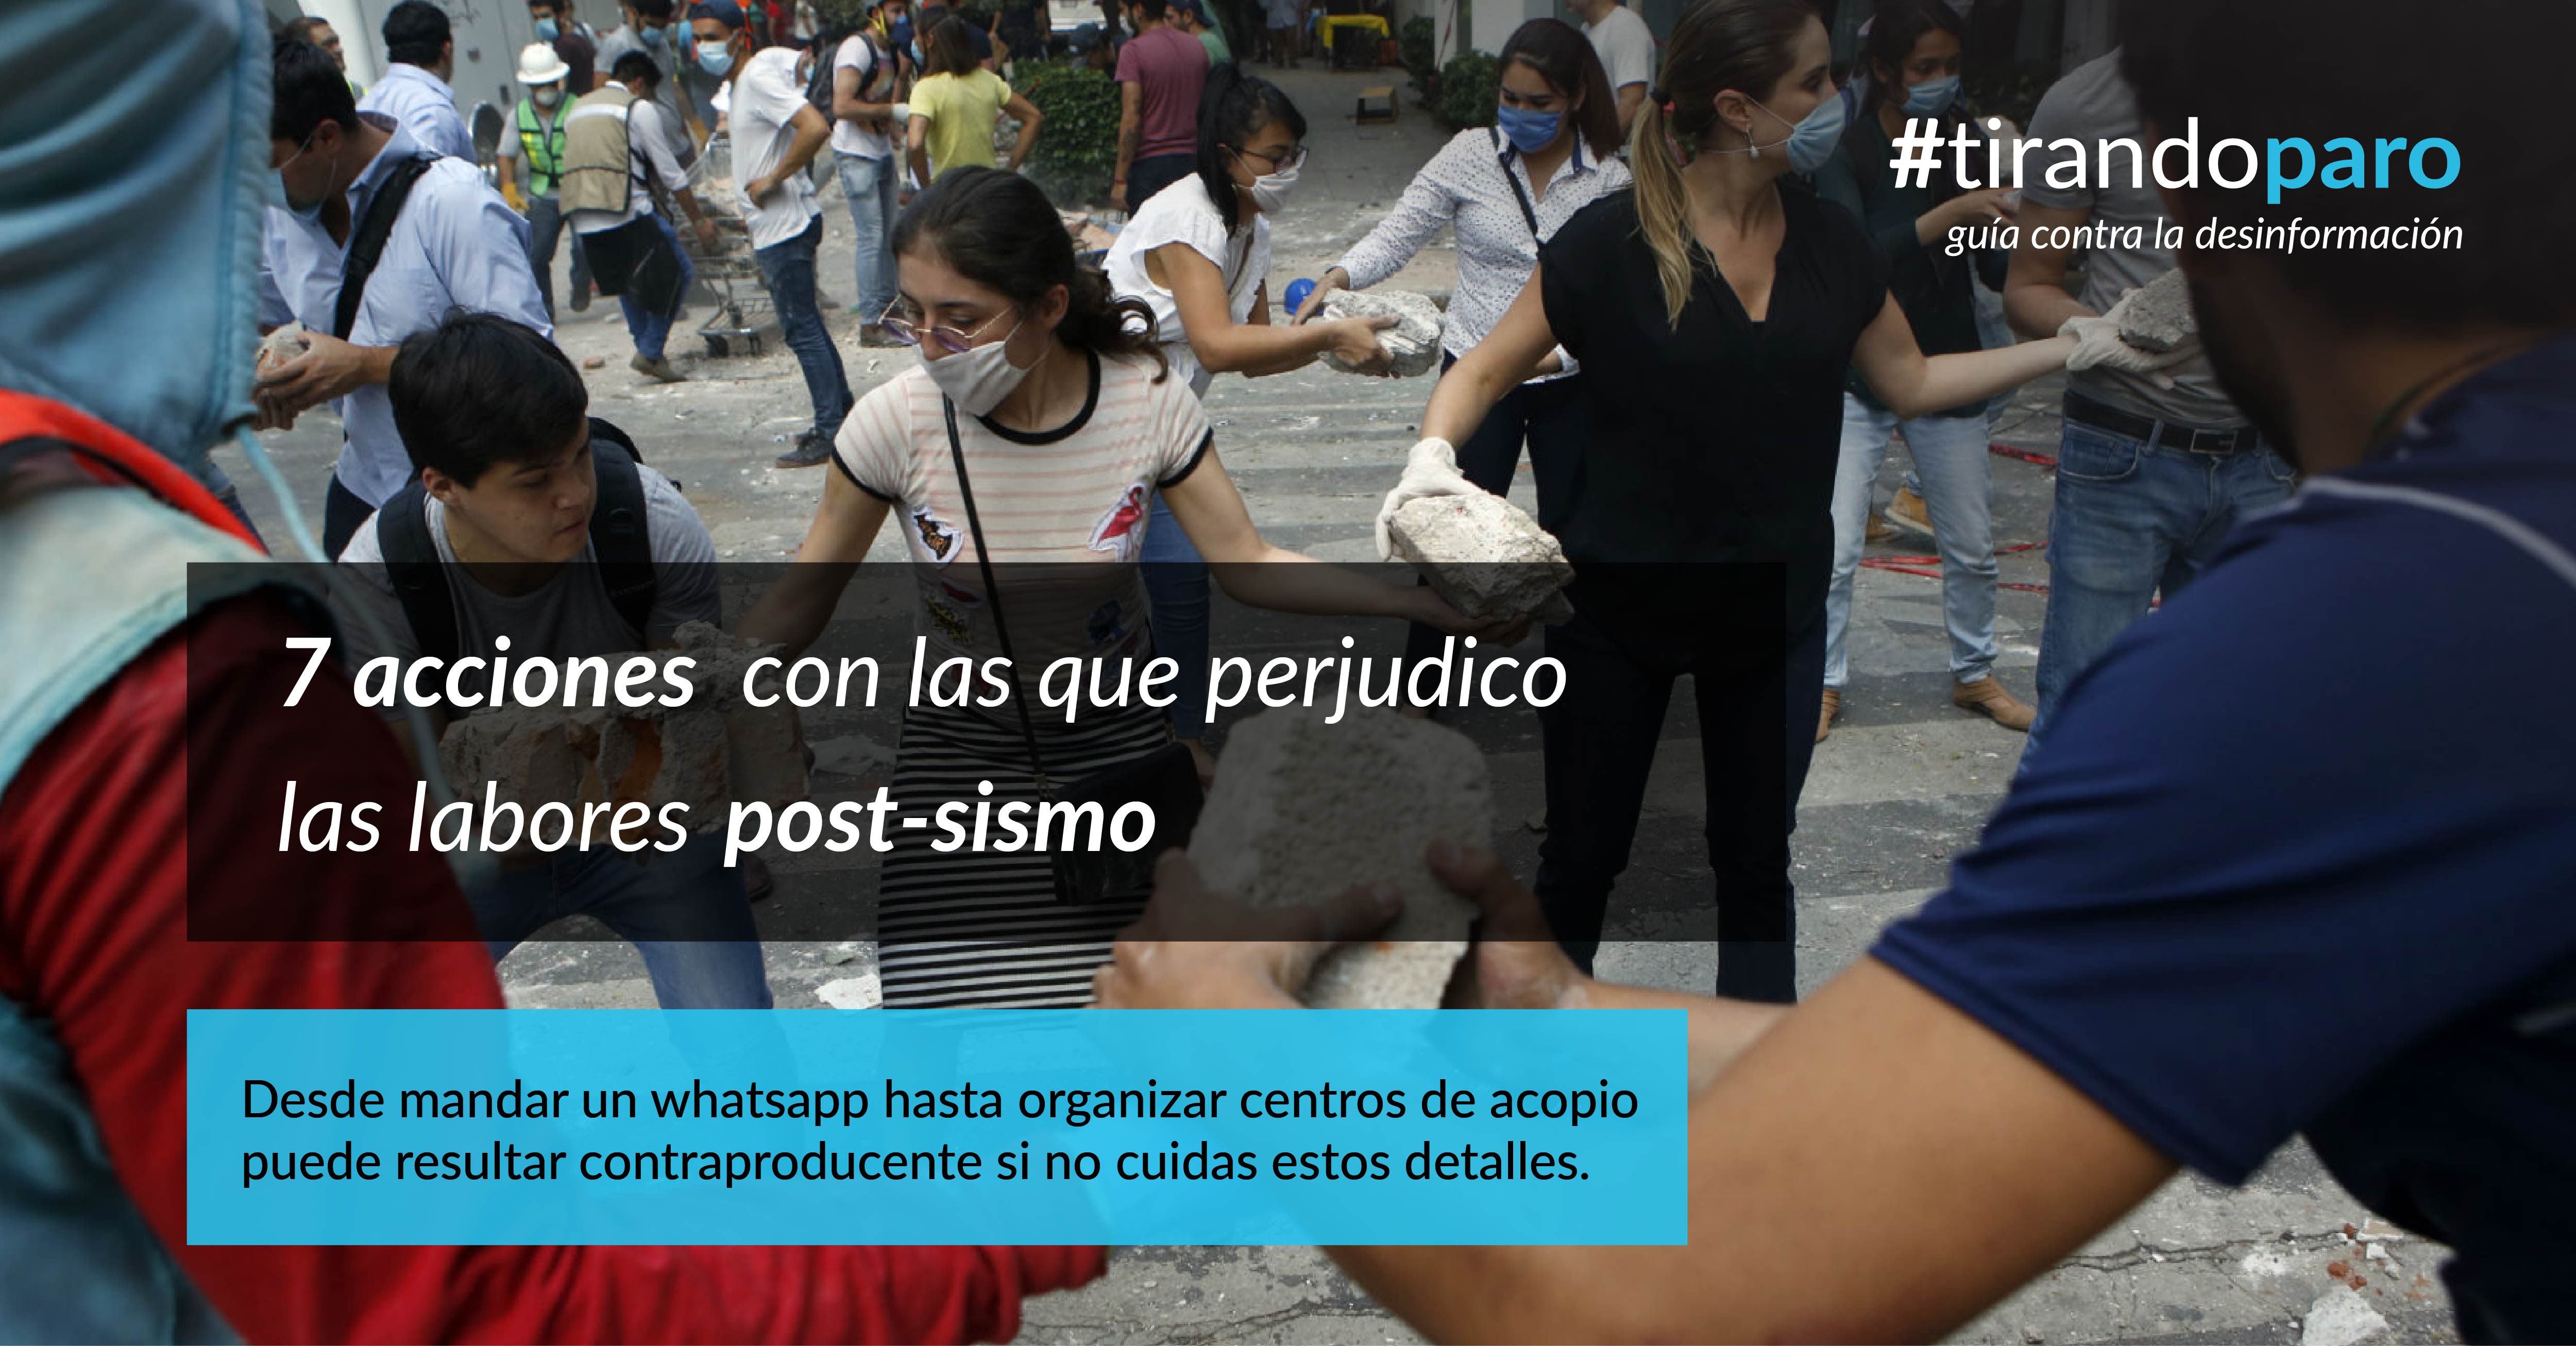 #tirandoparo
guía contra la desinformación
7 acciones con las que perjudico
las labores post-sismo
Desde mandar un whatsapp hasta organizar centros de acopio
puede resultar contraproducente si no cuidas estos detalles.